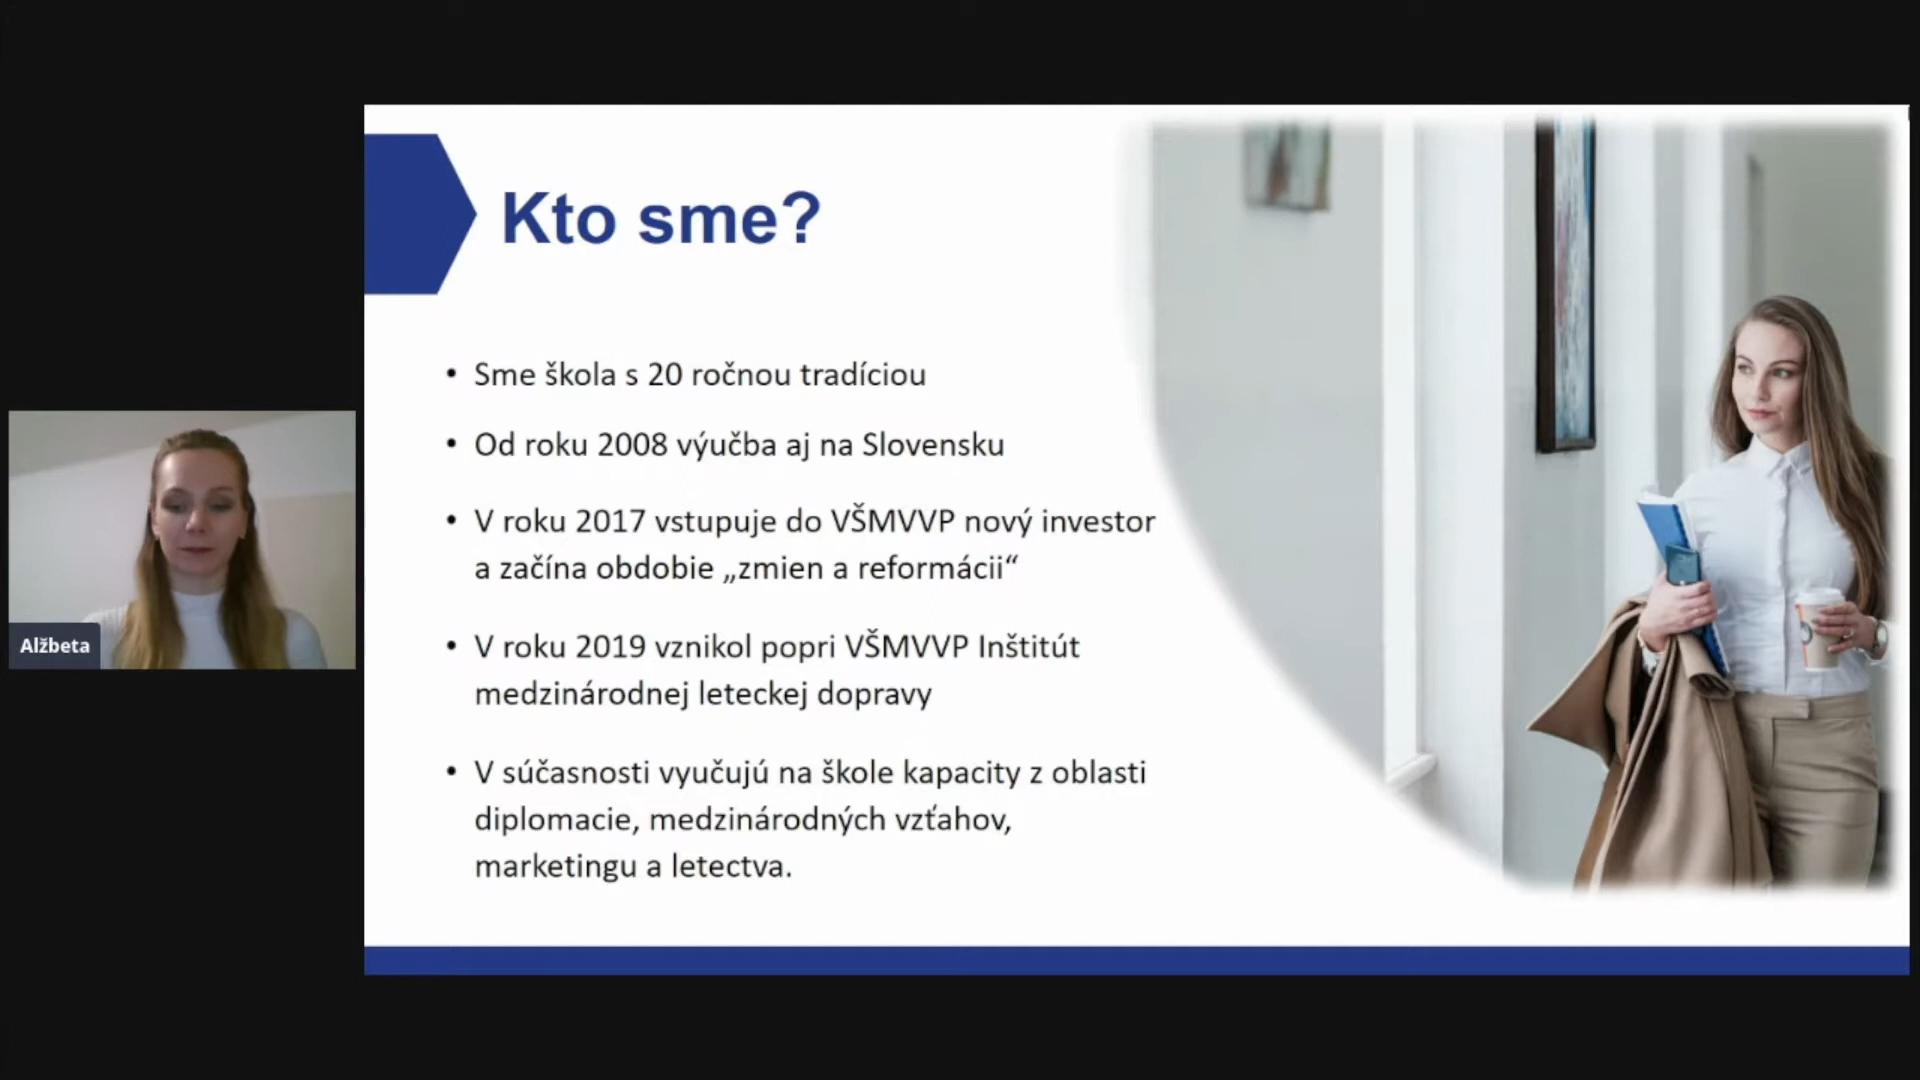 Kto sme?
• Sme škola s 20 ročnou tradíciou
• Od roku 2008 výučba aj na Slovensku
• V roku 2017 vstupuje do VŠMVVP nový investor
a začína obdobie „zmien a reformácii“
• V roku 2019 vznikol popri VŠMVVP Inštitút
medzinárodnej leteckej dopravy
• V súčasnosti vyučujú na škole kapacity z oblasti
diplomacie, medzinárodných vzťahov,
marketingu a letectva.
Alžbeta